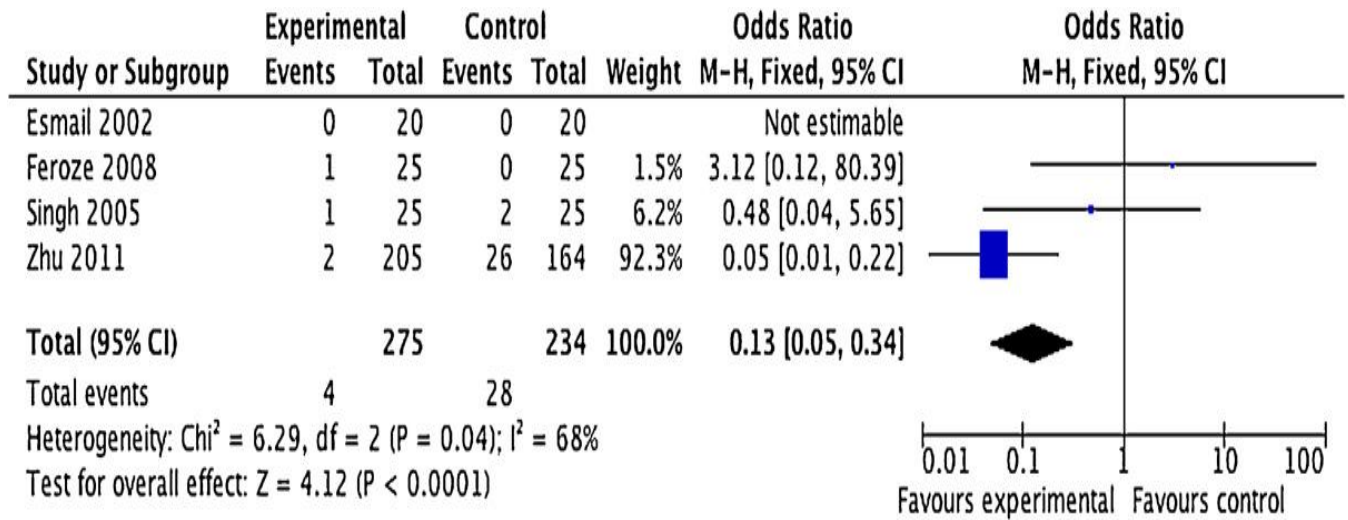 Experimental Control Odds Ratio Odds Ratio
Study or Subgroup Events Total Events Total Weight M-H, Fixed, 95% CI M-H, Fixed, 95% CI
Esmail 2002 0 20 0 20 Not estimable
Feroze 2008 1 25 0 25 1.5% 3.12 [0.12, 80.39]
Singh 2005 1 25 2 25 6.2% 0.48 [0.04, 5.65]
Zhu 2011 2 205 26 164 92.3% 0.05 [0.01, 0.22]
Total (95% CI) 275 234 100.0% 0.13 [0.05, 0.34]
Total events 4 28
Heterogeneity: Chi² = 6.29, df = 2 (P = 0.04); I² = 68%
Test for overall effect: Z = 4.12 (P < 0.0001)
0.01 0.1 1 10 100
Favours experimental Favours control